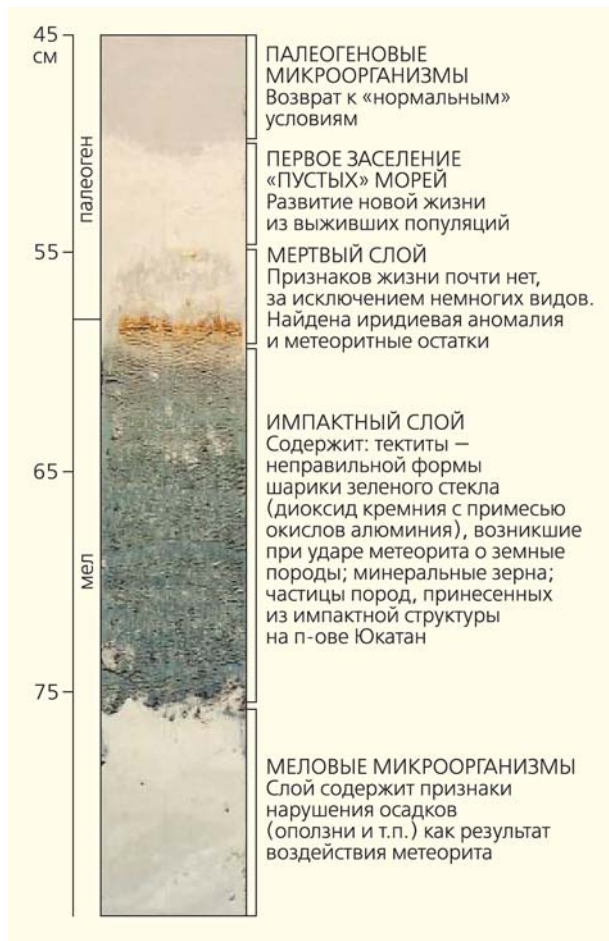 45
см
палеоген
55
65
мел
75
ПАЛЕОГЕНОВЫЕ
МИКРООРГАНИЗМЫ
Возврат к «нормальным»
условиям
ПЕРВОЕ ЗАСЕЛЕНИЕ
«ПУСТЫХ» МОРЕЙ
Развитие новой жизни
из выживших популяций
МЕРТВЫЙ СЛОЙ
Признаков жизни почти нет,
за исключением немногих видов.
Найдена иридиевая аномалия
и метеоритные остатки
ИМПАКТНЫЙ СЛОЙ
Содержит: тектиты –
неправильной формы
шарики зеленого стекла
(диоксид кремния с примесью
окислов алюминия), возникшие
при ударе метеорита о земные
породы; минеральные зерна;
частицы пород, принесенных
из импактной структуры
на п-ове Юкатан
МЕЛОВЫЕ МИКРООРГАНИЗМЫ
Слой содержит признаки
нарушения осадков
(оползни и т.п.) как результат
воздействия метеорита